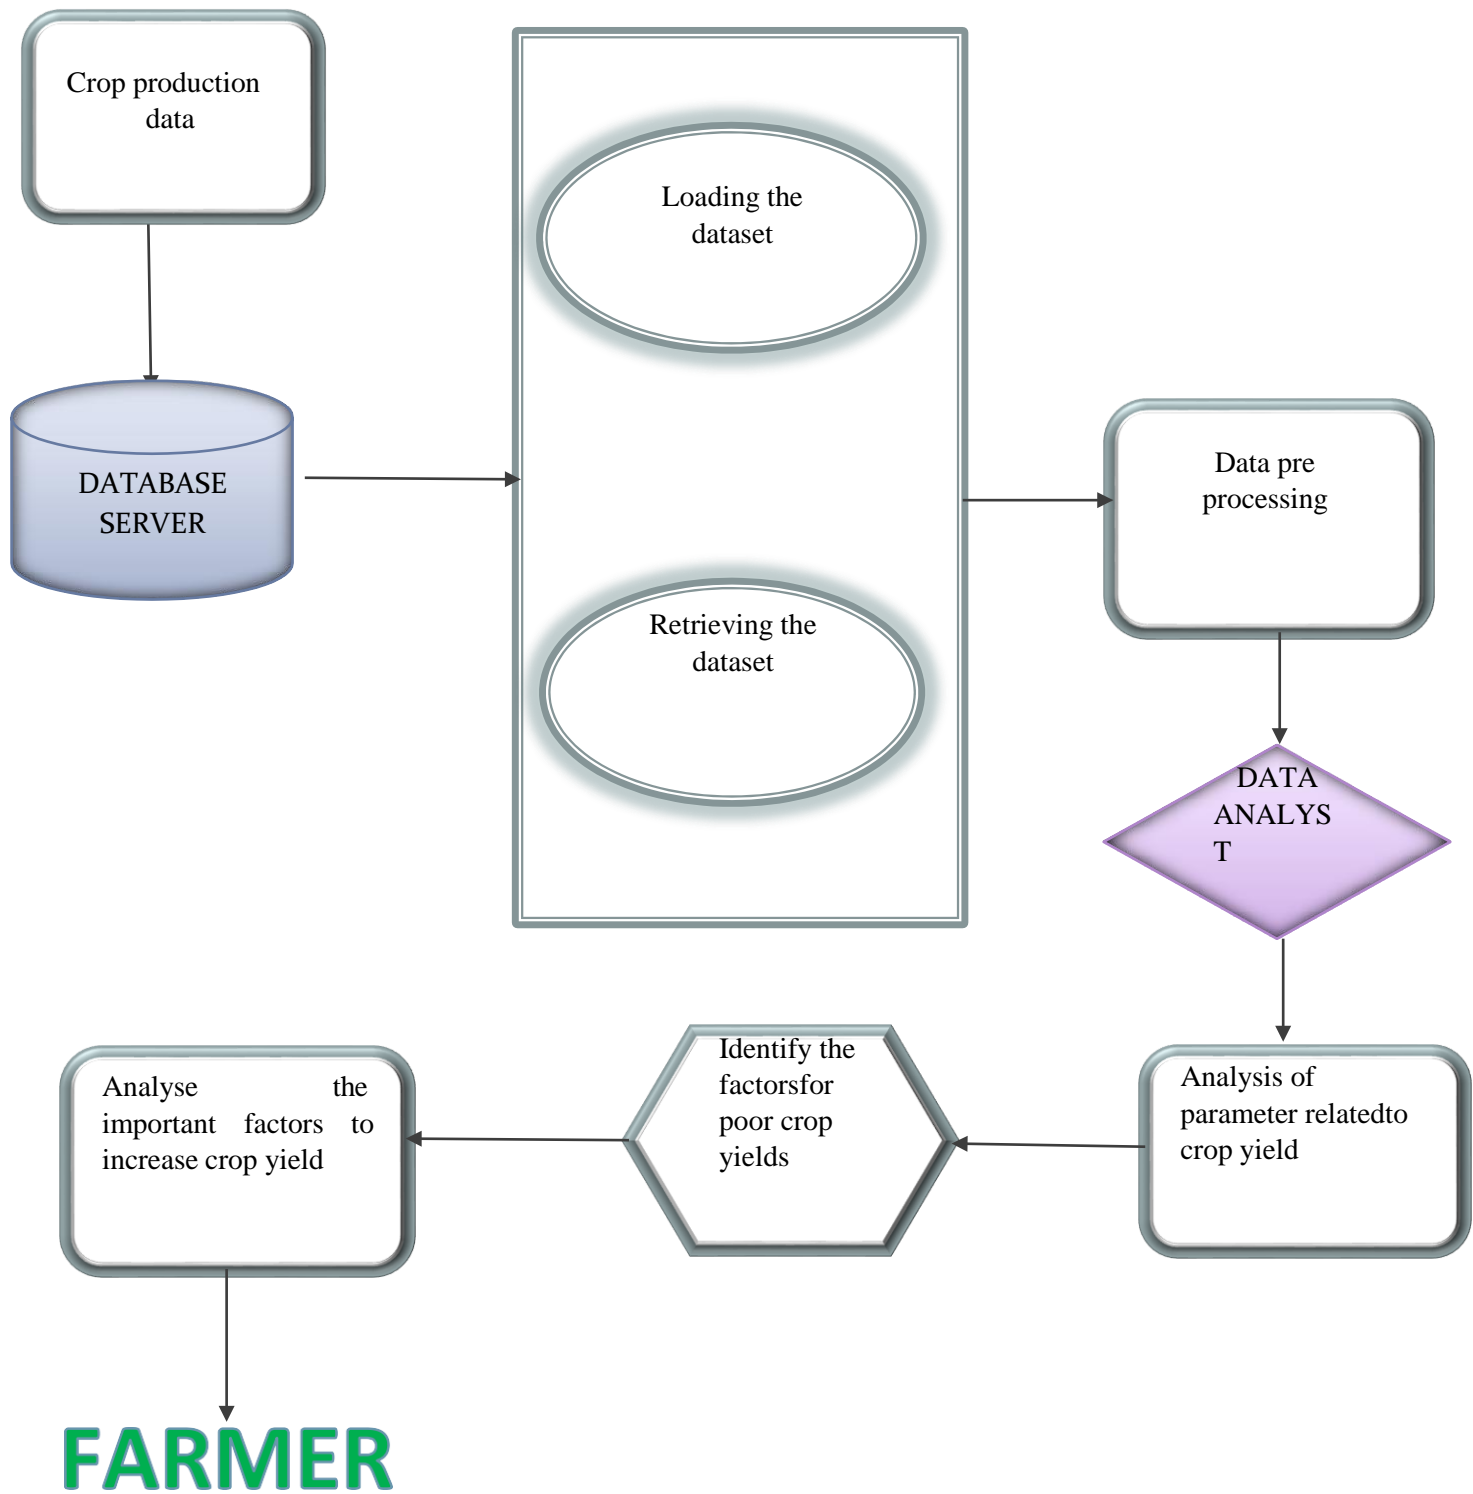 Crop production
data
Loading the
dataset
DATABASE
SERVER
Retrieving the
dataset
Data pre
processing
DATA
ANALYS
T
Analysis of
parameter relatedto
crop yield
Identify the
factorsfor
poor crop
yields
Analyse the
important factors to
increase crop yield
FARMER